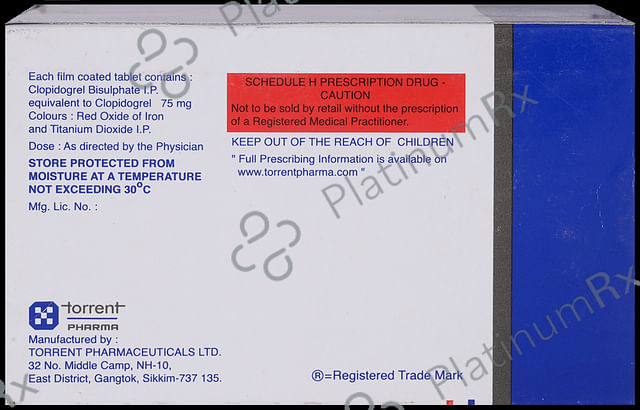 Each film coated tablet contains :
Clopidogrel Bisulphate I.P.
equivalent to Clopidogrel 75 mg
Colours : Red Oxide of Iron
and Titanium Dioxide I.P.
Dose : As directed by the Physician
STORE PROTECTED FROM
MOISTURE AT A TEMPERATURE
NOT EXCEEDING 30°C
Mfg. Lic. No. :
SCHEDULE H PRESCRIPTION DRUG -
CAUTION
Not to be sold by retail without the prescription
of a Registered Medical Practitioner.
KEEP OUT OF THE REACH OF CHILDREN
" Full Prescribing Information is available on
www.torrentpharma.com "
torrent
PHARMA
Manufactured by :
TORRENT PHARMACEUTICALS LTD.
32 No. Middle Camp, NH-10,
East District, Gangtok, Sikkim-737 135.
®=Registered Trade Mark
PlatinumRx
PlatinumRx
PlatinumRx